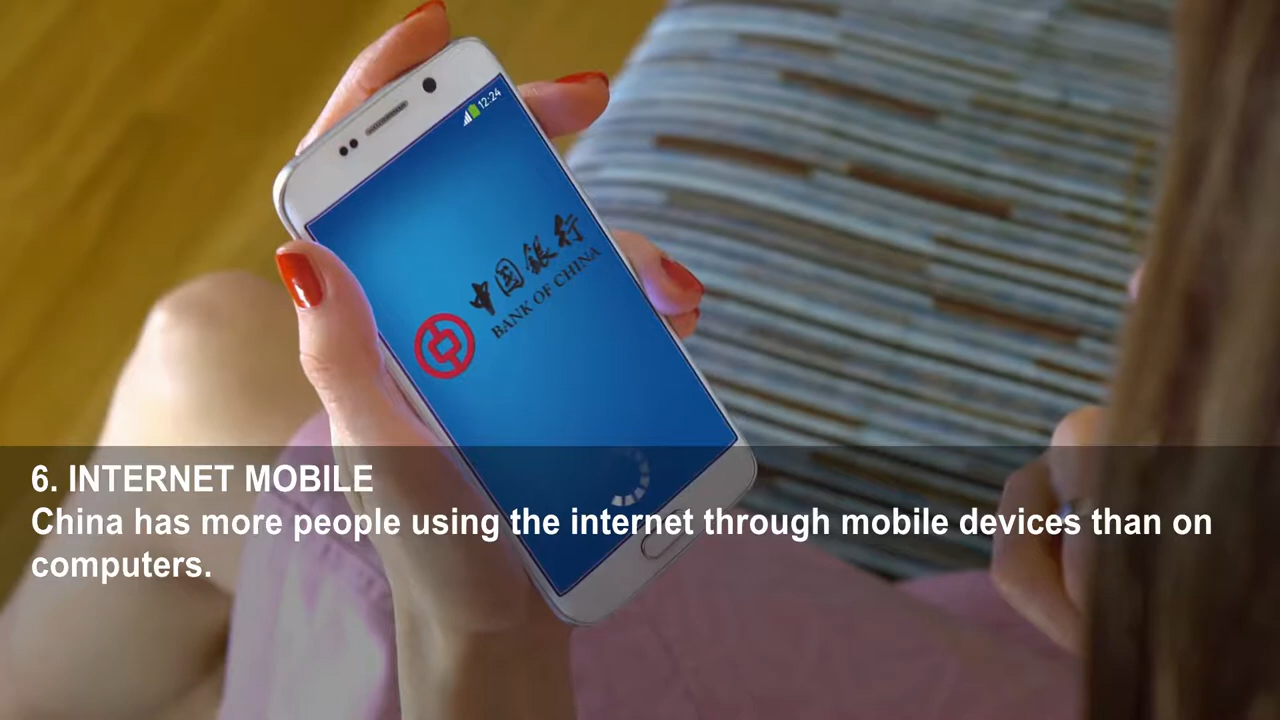 12:24
中国銀行
BANK OF CHINA
6. INTERNET MOBILE
China has more people using the internet through mobile devices than on
computers.